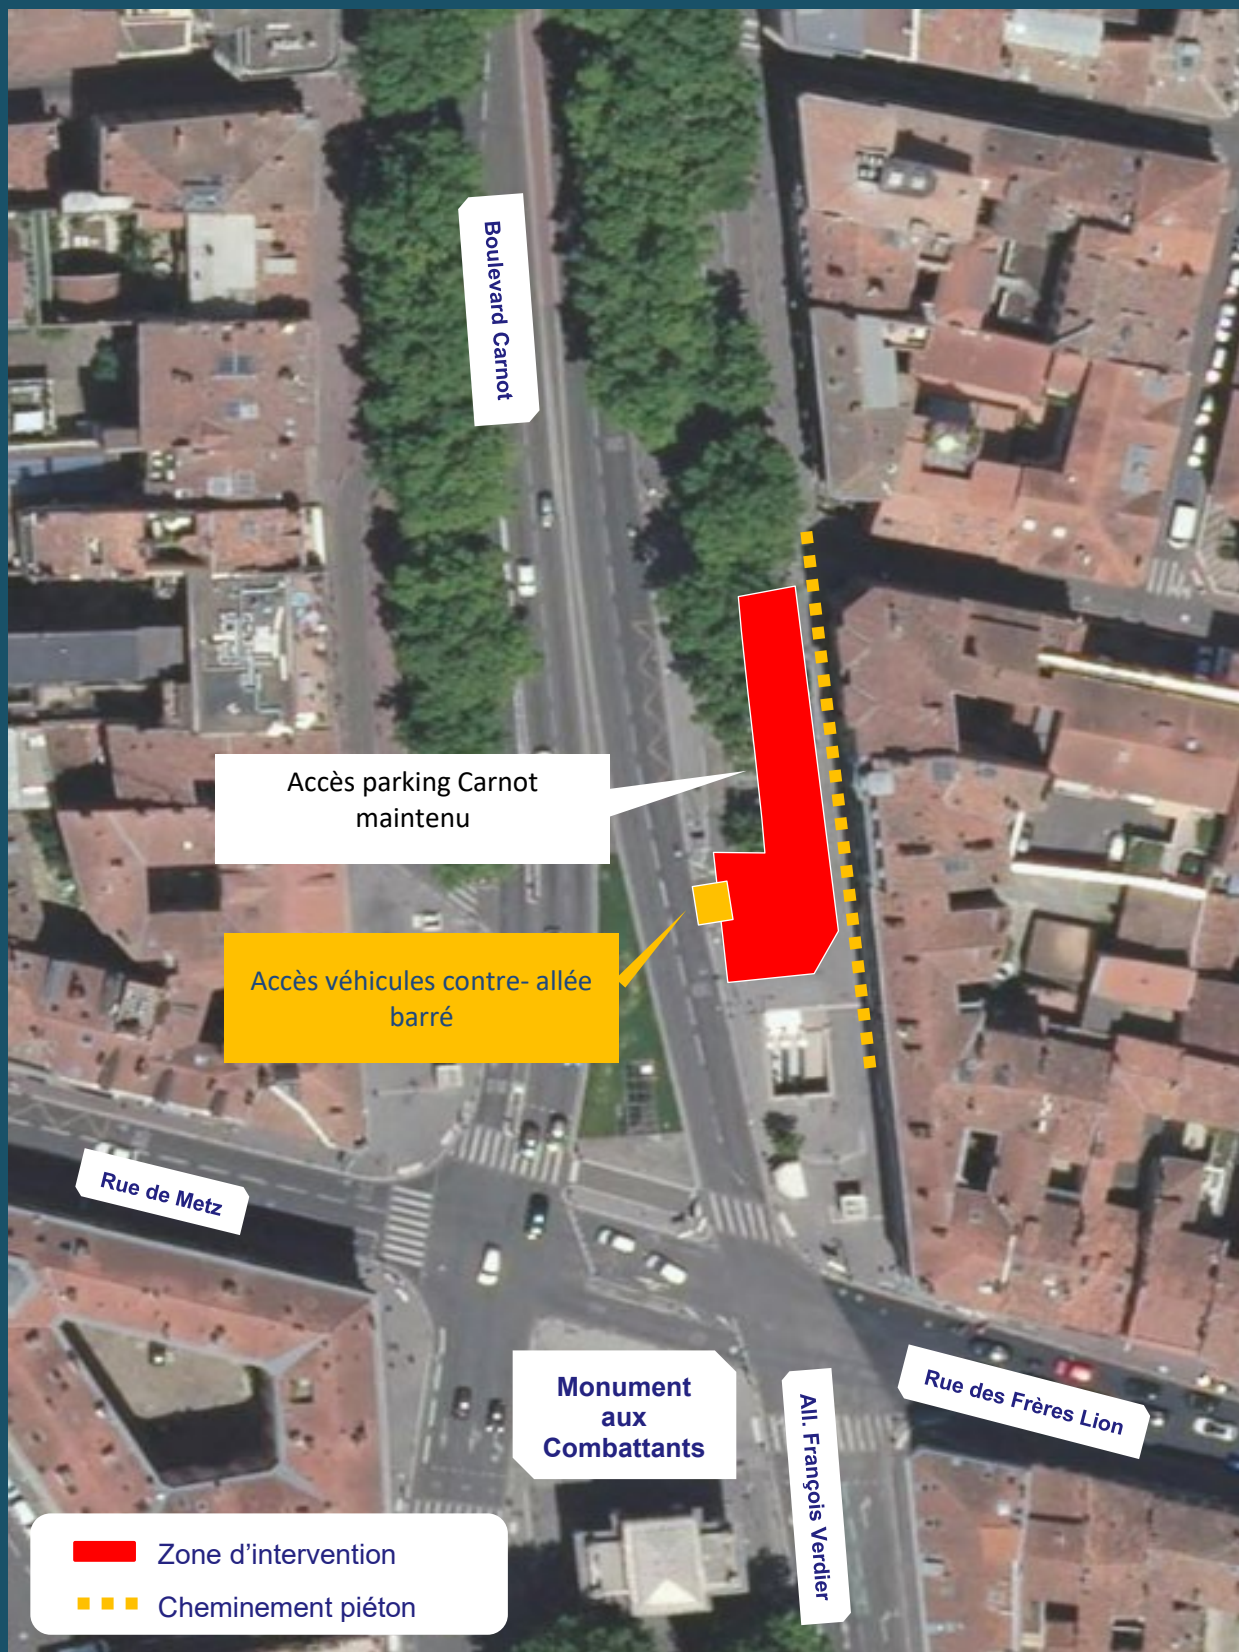 Boulevard Carnot
Accès parking Carnot
maintenu
Accès véhicules contre- allée
barré
Rue de Metz
Monument
aux
Combattants
All. François Verdier
Rue des Frères Lion
Zone d’intervention
Cheminement piéton